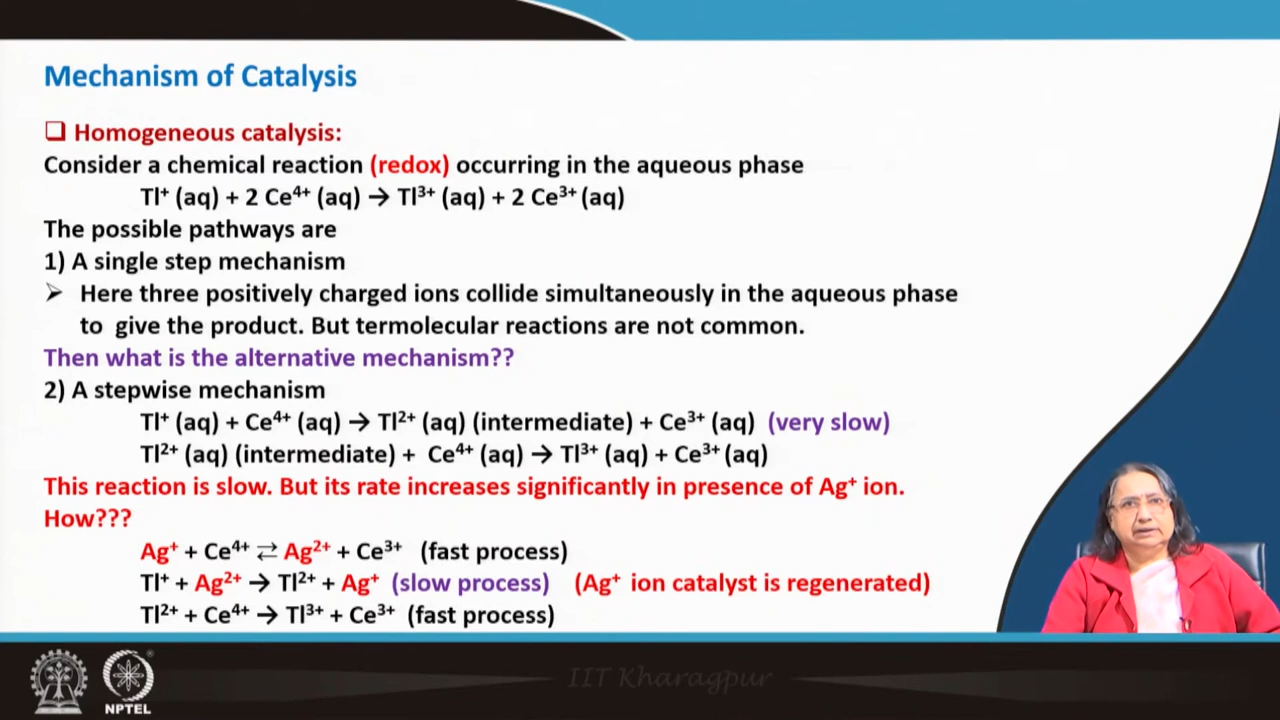 Mechanism of Catalysis
❑ Homogeneous catalysis:
Consider a chemical reaction (redox) occurring in the aqueous phase
Tl⁺ (aq) + 2 Ce⁴⁺ (aq) → Tl³⁺ (aq) + 2 Ce³⁺ (aq)
The possible pathways are
1) A single step mechanism
➢ Here three positively charged ions collide simultaneously in the aqueous phase
to give the product. But termolecular reactions are not common.
Then what is the alternative mechanism??
2) A stepwise mechanism
Tl⁺ (aq) + Ce⁴⁺ (aq) → Tl²⁺ (aq) (intermediate) + Ce³⁺ (aq) (very slow)
Tl²⁺ (aq) (intermediate) + Ce⁴⁺ (aq) → Tl³⁺ (aq) + Ce³⁺ (aq)
This reaction is slow. But its rate increases significantly in presence of Ag⁺ ion.
How???
Ag⁺ + Ce⁴⁺ ⇄ Ag²⁺ + Ce³⁺ (fast process)
Tl⁺ + Ag²⁺ → Tl²⁺ + Ag⁺ (slow process) (Ag⁺ ion catalyst is regenerated)
Tl²⁺ + Ce⁴⁺ → Tl³⁺ + Ce³⁺ (fast process)
IIT Kharagpur
NPTEL